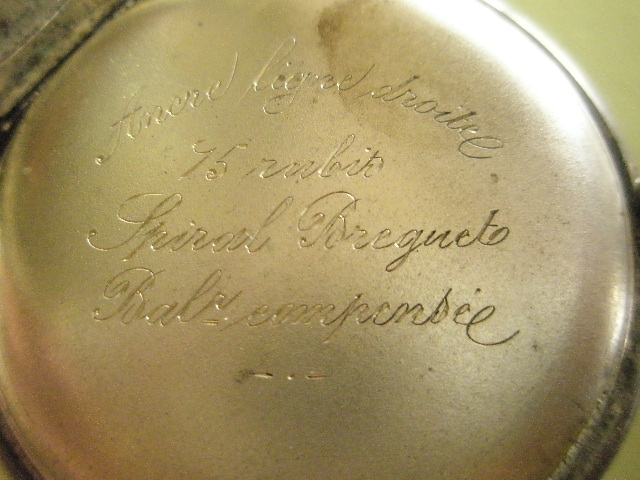 Ancre ligne droite
15 rubis
Spiral Breguet
Balr compensée